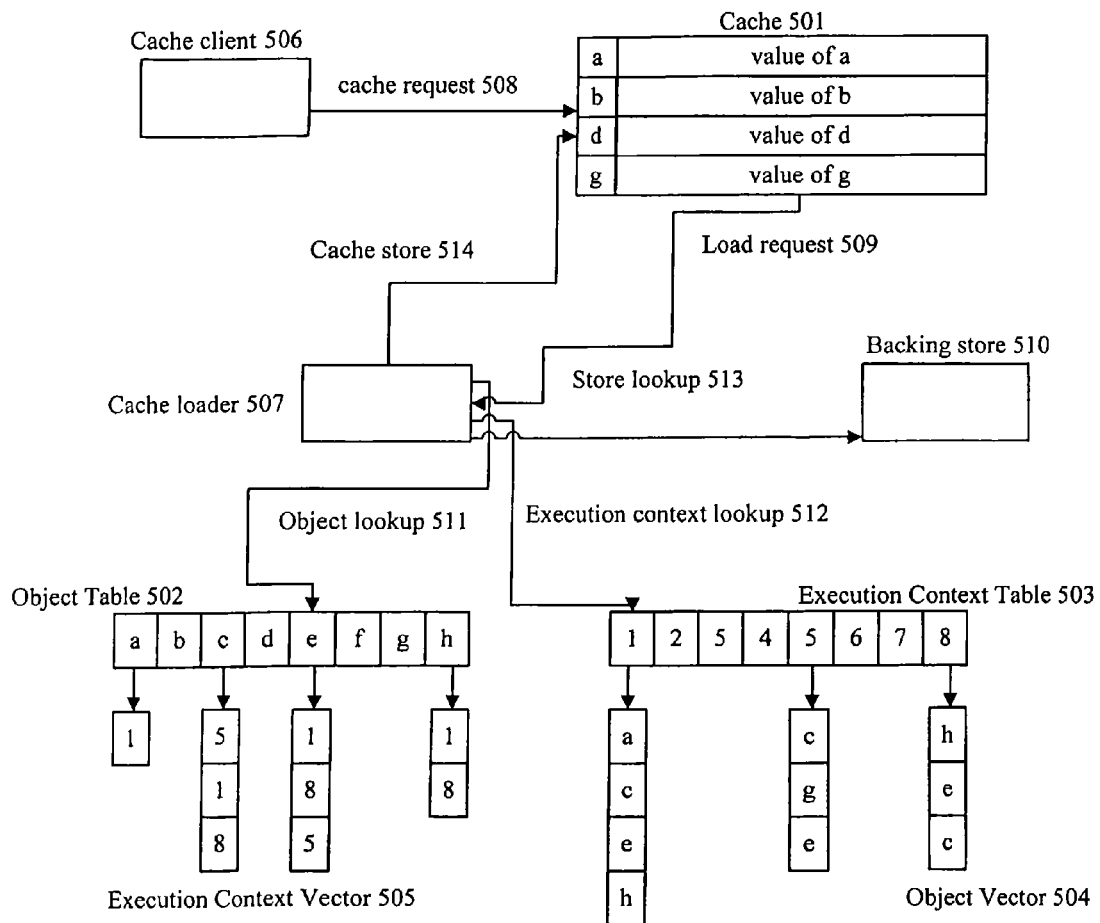 Cache 501
Cache client 506
a value of a
b value of b
d value of d
g value of g
cache request 508
Cache store 514
Load request 509
Backing store 510
Store lookup 513
Cache loader 507
Object lookup 511
Execution context lookup 512
Object Table 502
Execution Context Table 503
a b c d e f g h
1 2 5 4 5 6 7 8
1 5 1 1 a c h
1 8 8 c g e
8 5 e e c
h
Execution Context Vector 505
Object Vector 504